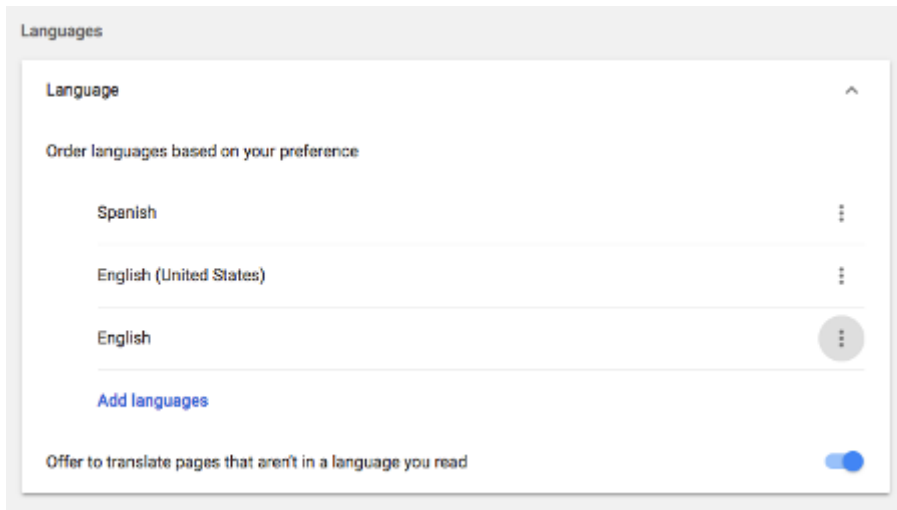 Languages
Language
Order languages based on your preference
Spanish
English (United States)
English
Add languages
Offer to translate pages that aren't in a language you read